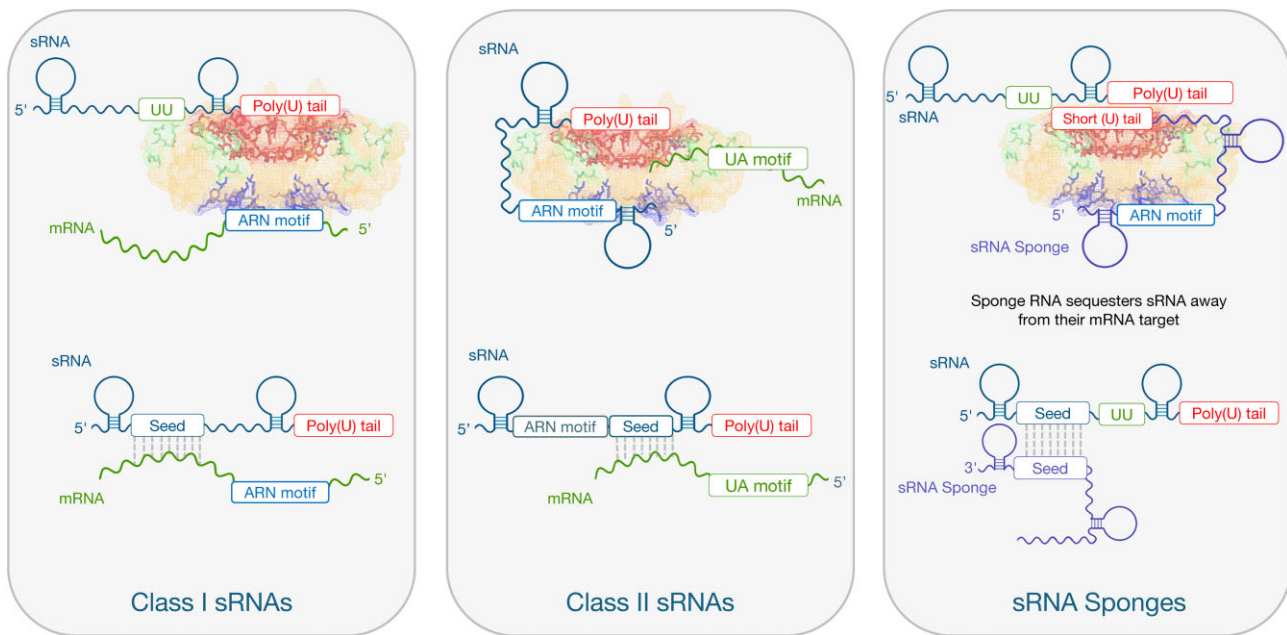 sRNA
5'
UU
Poly(U) tail
mRNA
ARN motif
5'
sRNA
5'
Seed
Poly(U) tail
mRNA
ARN motif
5'
Class I sRNAs
sRNA
Poly(U) tail
UA motif
mRNA
ARN motif
5'
sRNA
5'
ARN motif
Seed
Poly(U) tail
mRNA
UA motif
5'
Class II sRNAs
5'
UU
Poly(U) tail
sRNA
Short (U) tail
5'
ARN motif
sRNA Sponge
Sponge RNA sequesters sRNA away
from their mRNA target
sRNA
5'
Seed
UU
Poly(U) tail
3'
Seed
sRNA Sponge
sRNA Sponges